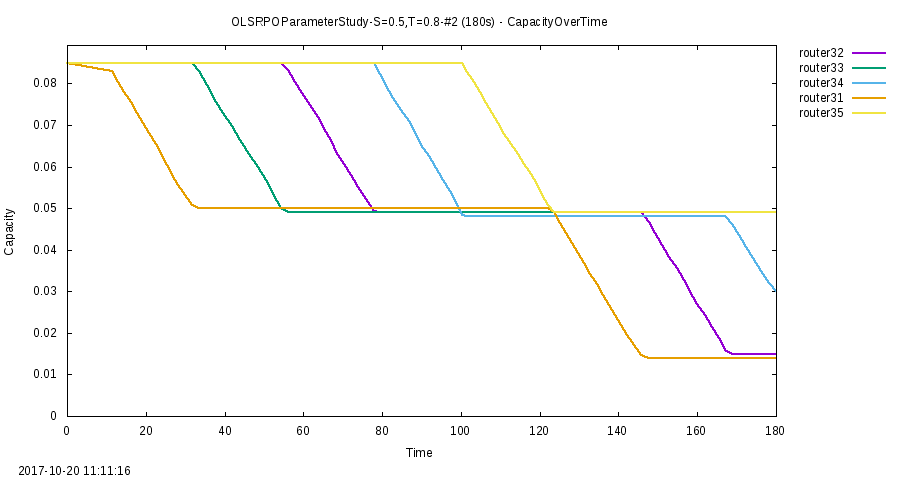 OLSRPOParameterStudy-S=0.5,T=0.8-#2 (180s) - CapacityOverTime
router32
router33
router34
router31
router35
0.08
0.07
0.06
0.05
0.04
0.03
0.02
0.01
0
Capacity
0 20 40 60 80 100 120 140 160 180
Time
2017-10-20 11:11:16